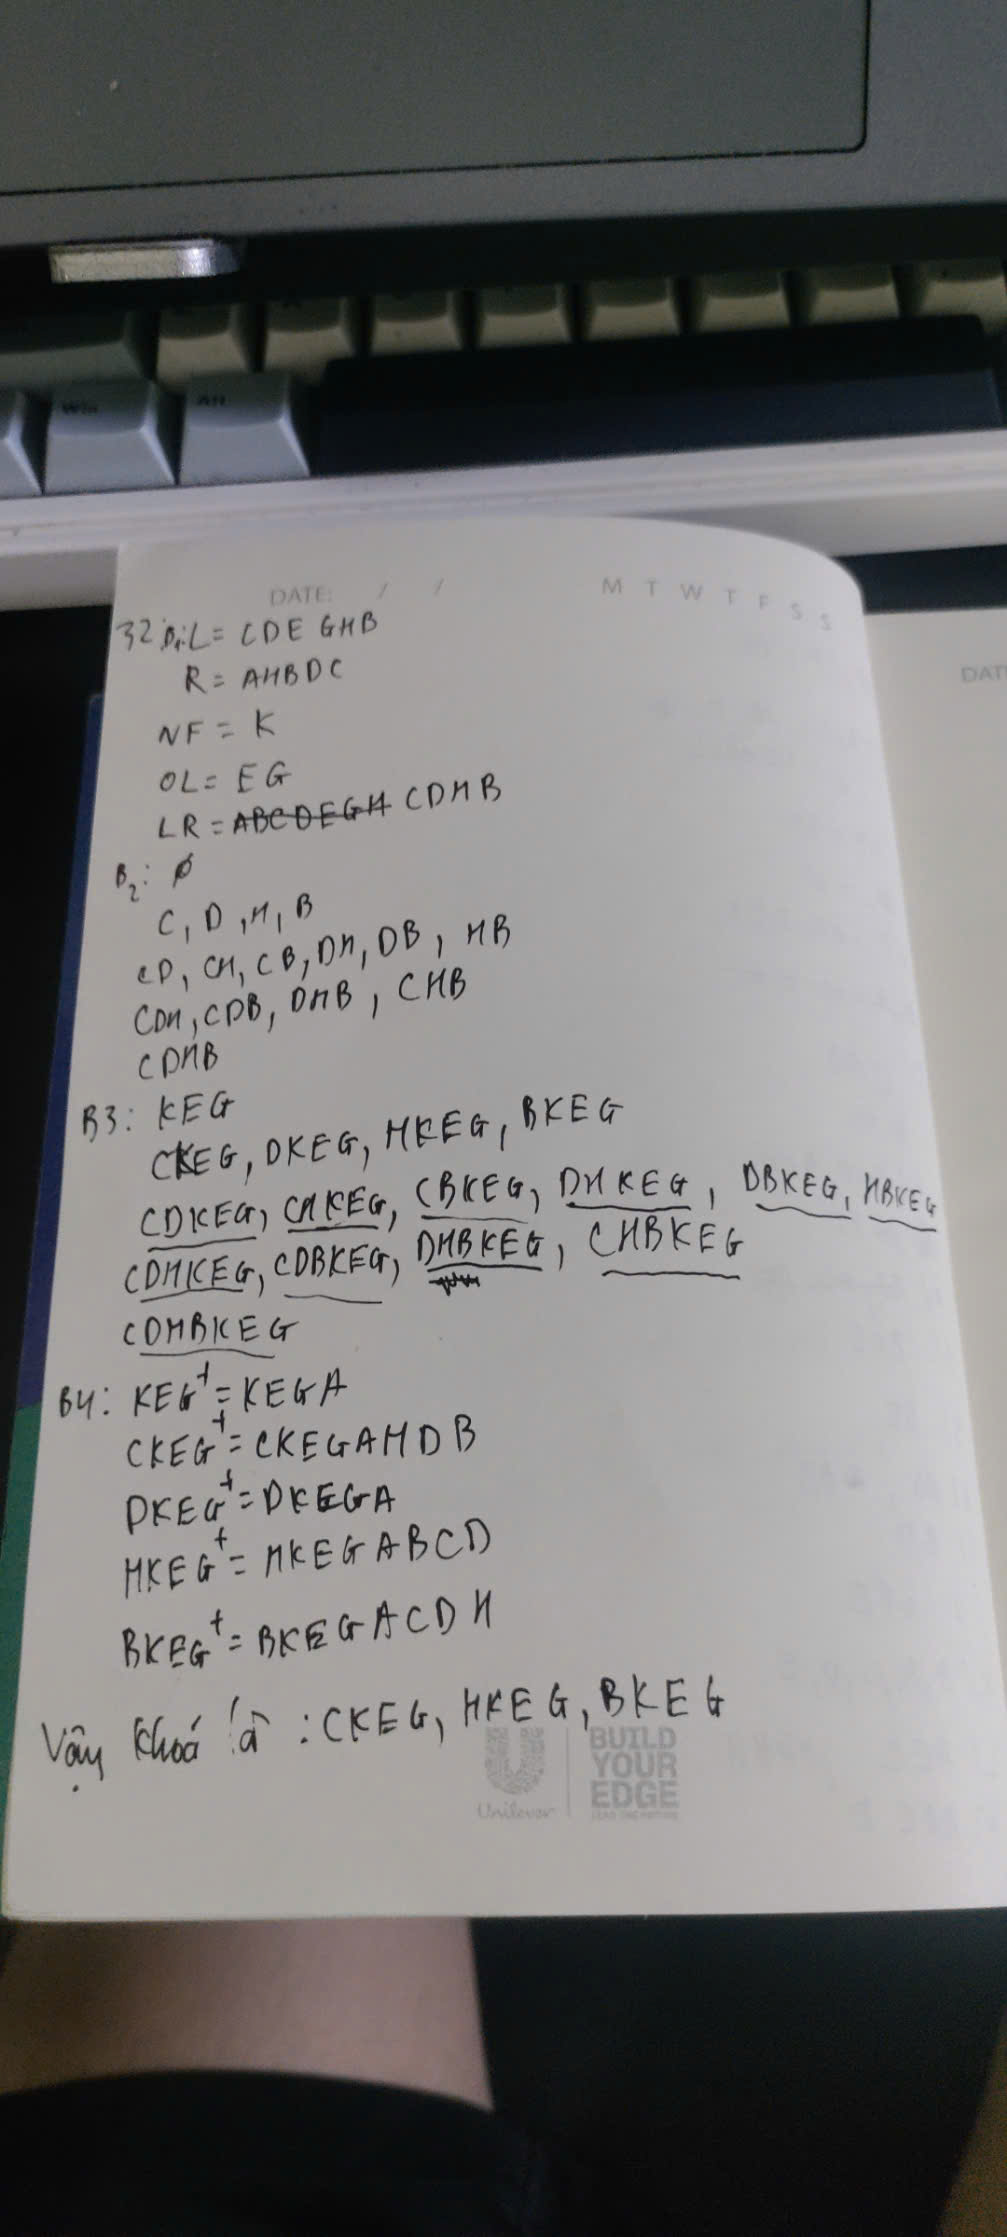 Win
Alt
DATE: / /
M T W T F S S
32 B1: L = CDEGHB
R = AHBDC
NF = K
OL = EG
LR = ABCDEGH CDHB
B2: ∅
C, D, H, B
CD, CH, CB, DH, DB, HB
CDH, CDB, DHB, CHB
CDHB
B3: KEG
CKEG, DKEG, HKEG, BKEG
CDKEG, CHKEG, CBKEG, DHKEG, DBKEG, HBKEG
CDHKEG, CDBKEG, DHBKEG, CHBKEG
CDHBKEG
B4: KEG⁺ = KEGA
CKEG⁺ = CKEGAHDB
DKEG⁺ = DKEGA
HKEG⁺ = HKEGABCD
BKEG⁺ = BKEGACDH
Vậy khoá là : CKEG, HKEG, BKEG
Unilever
BUILD
YOUR
EDGE
DAT